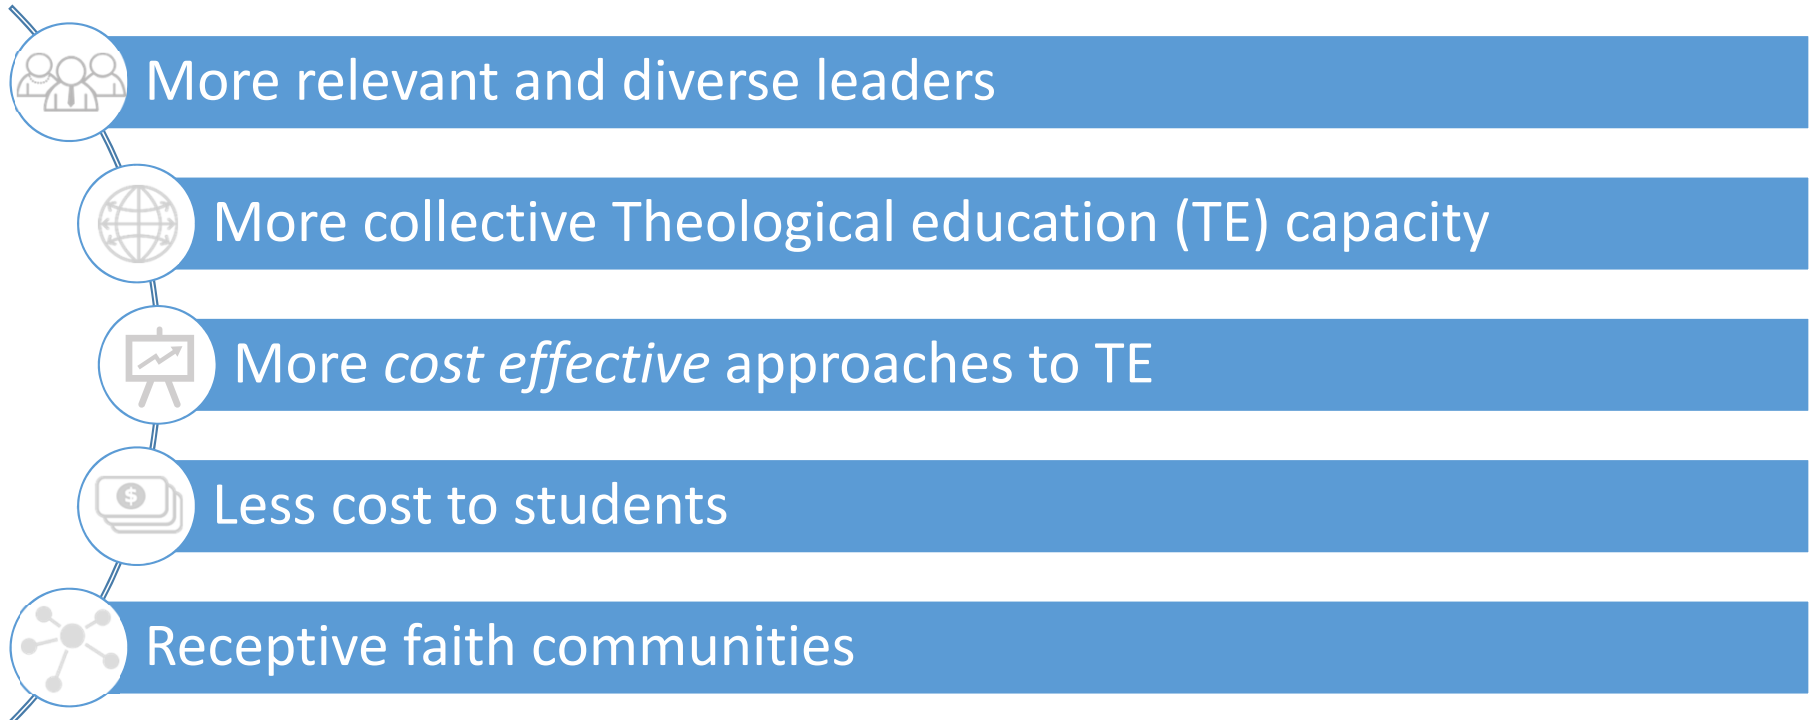 More relevant and diverse leaders
More collective Theological education (TE) capacity
More cost effective approaches to TE
Less cost to students
Receptive faith communities